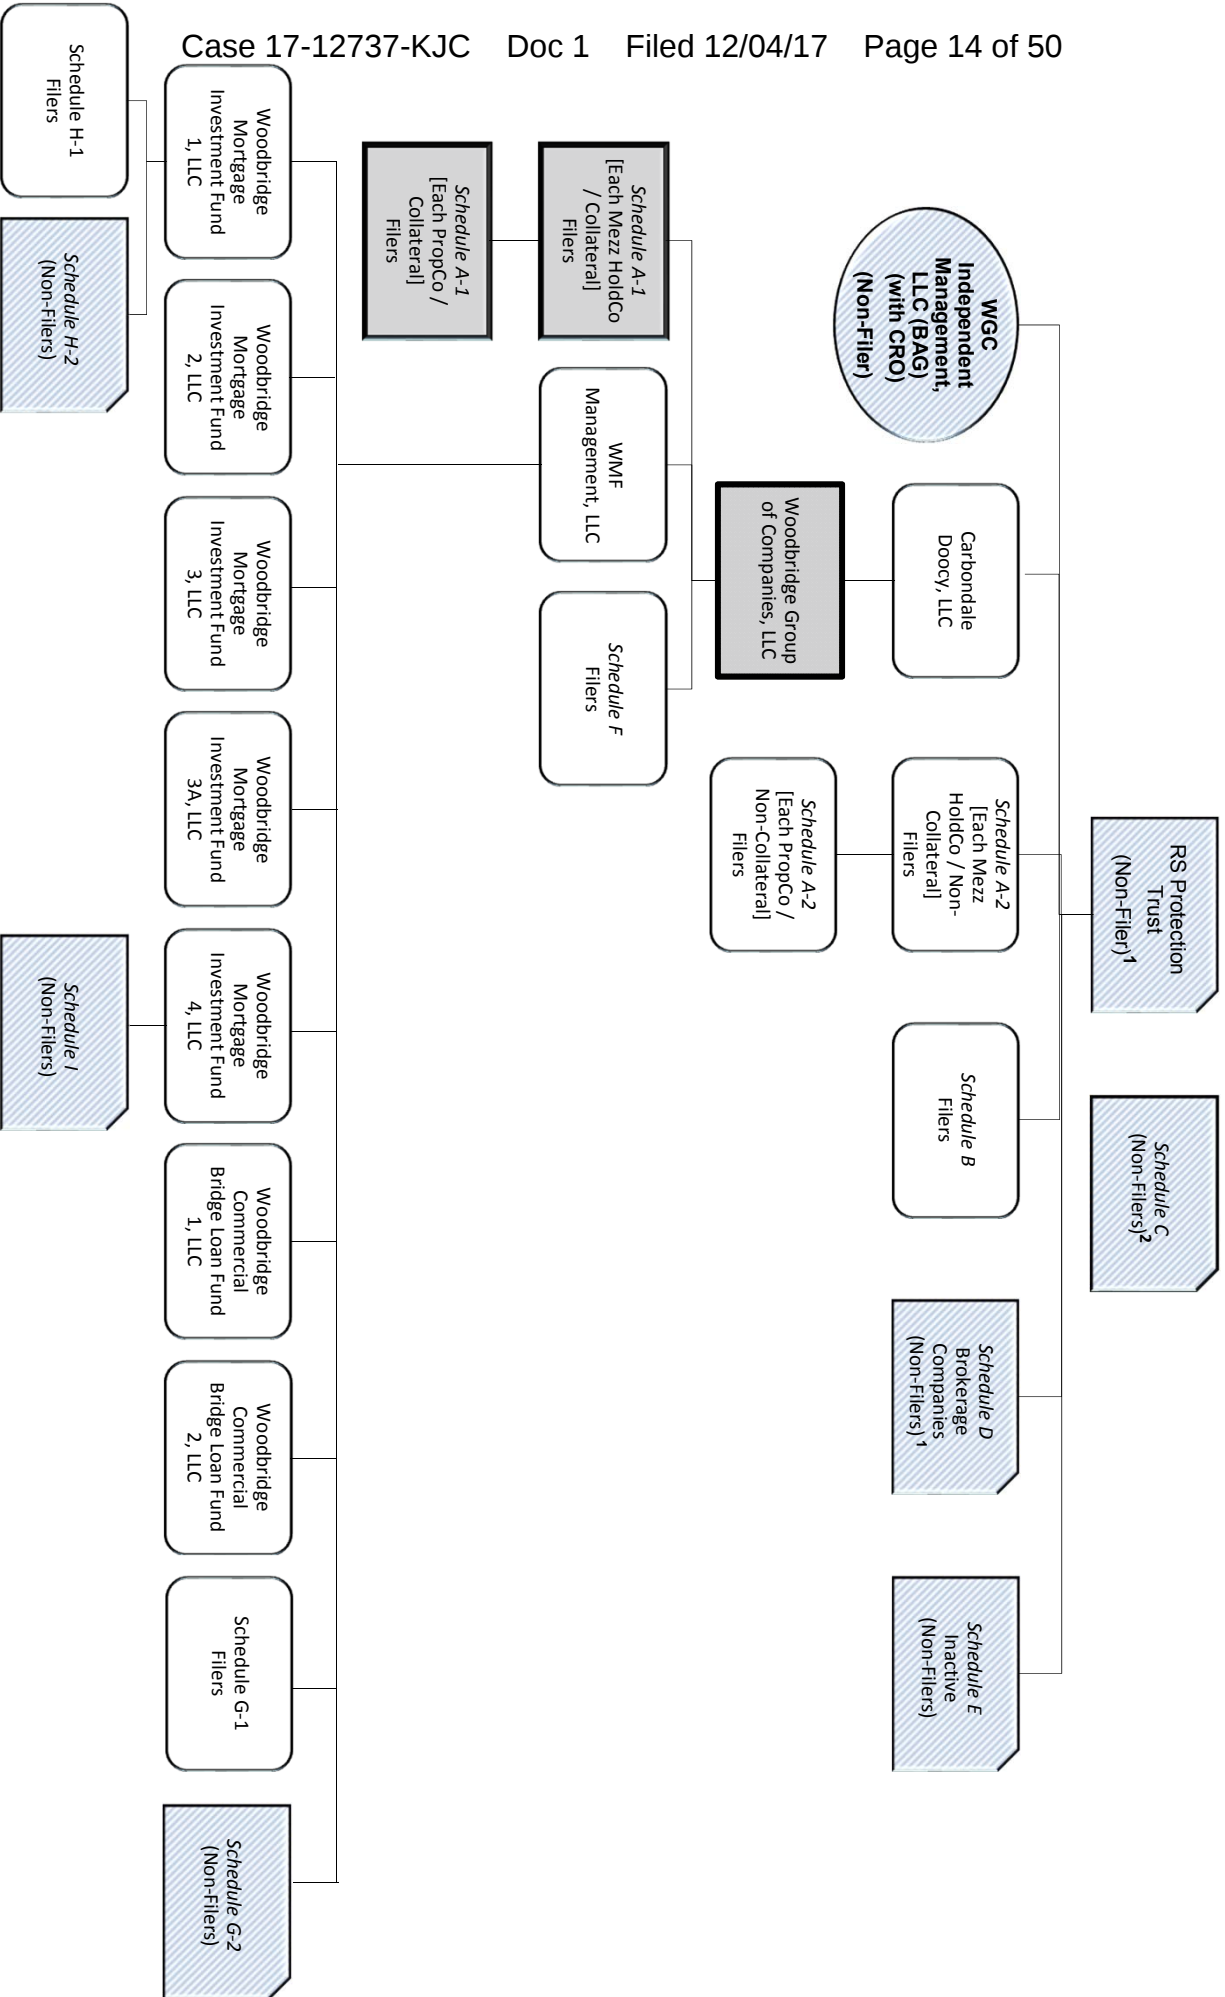 Case 17-12737-KJC Doc 1 Filed 12/04/17 Page 14 of 50
RS Protection
Trust
(Non-Filer)¹
Schedule C
(Non-Filers)²
WGC
Independent
Management,
LLC (BAG)
(with CRO)
(Non-Filer)
Carbondale
Doocy, LLC
Schedule A-2
[Each Mezz
HoldCo / Non-
Collateral]
Filers
Schedule B
Filers
Schedule D
Brokerage
Companies
(Non-Filers) ¹
Schedule E
Inactive
(Non-Filers)
Woodbridge Group
of Companies, LLC
Schedule A-2
[Each PropCo /
Non-Collateral]
Filers
Schedule A-1
[Each Mezz HoldCo
/ Collateral]
Filers
WMF
Management, LLC
Schedule F
Filers
Schedule A-1
[Each PropCo /
Collateral]
Filers
Woodbridge
Mortgage
Investment Fund
1, LLC
Woodbridge
Mortgage
Investment Fund
2, LLC
Woodbridge
Mortgage
Investment Fund
3, LLC
Woodbridge
Mortgage
Investment Fund
3A, LLC
Woodbridge
Mortgage
Investment Fund
4, LLC
Woodbridge
Commercial
Bridge Loan Fund
1, LLC
Woodbridge
Commercial
Bridge Loan Fund
2, LLC
Schedule G-1
Filers
Schedule G-2
(Non-Filers)
Schedule H-1
Filers
Schedule H-2
(Non-Filers)
Schedule I
(Non-Filers)